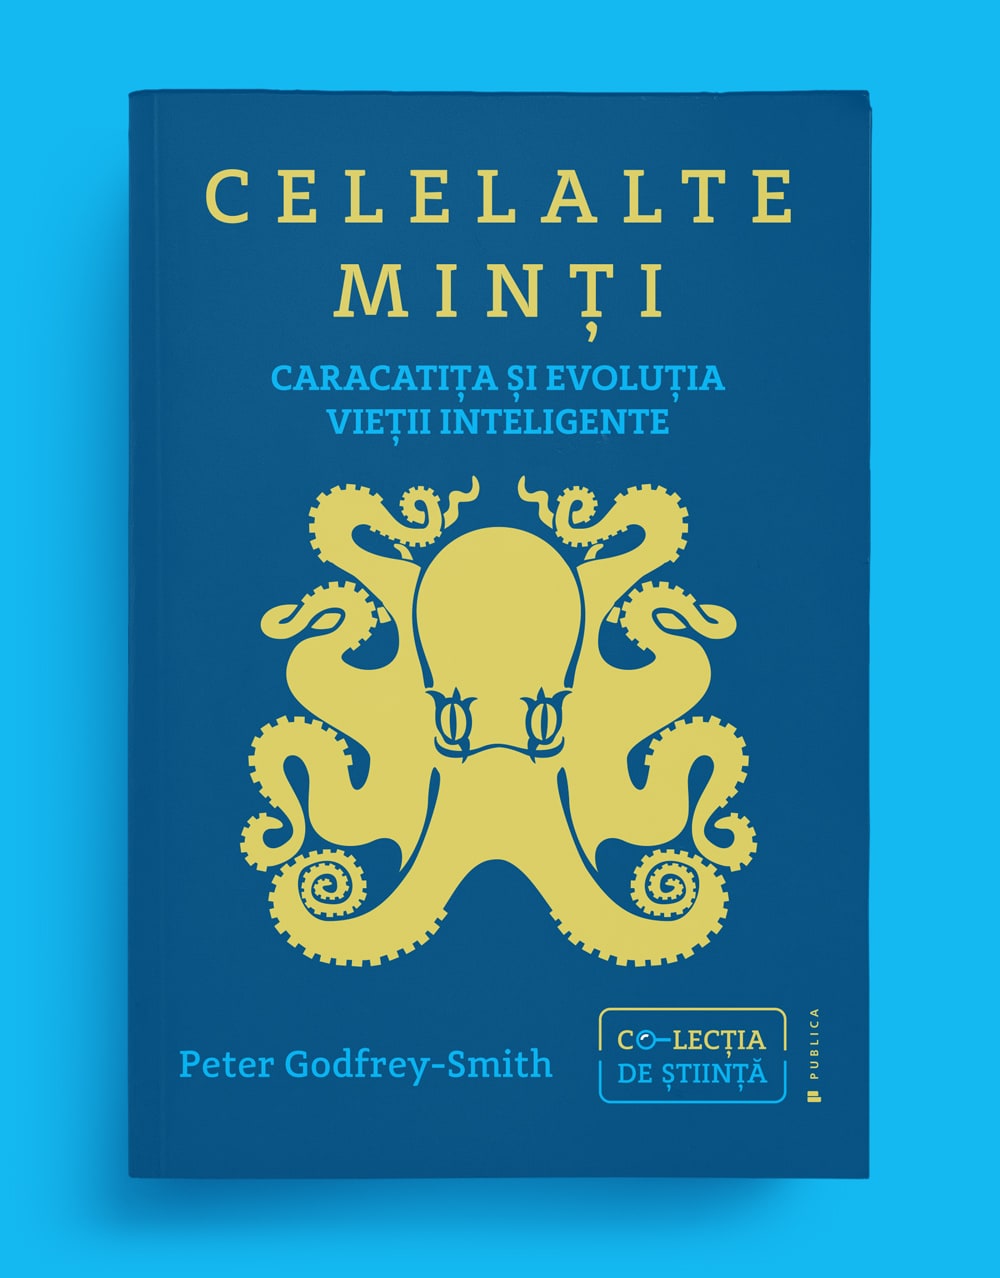 CELELALTE
MINȚI
CARACATIȚA ȘI EVOLUȚIA
VIEȚII INTELIGENTE
Peter Godfrey-Smith
CO-LECȚIA
DE ȘTIINȚĂ
PUBLICA